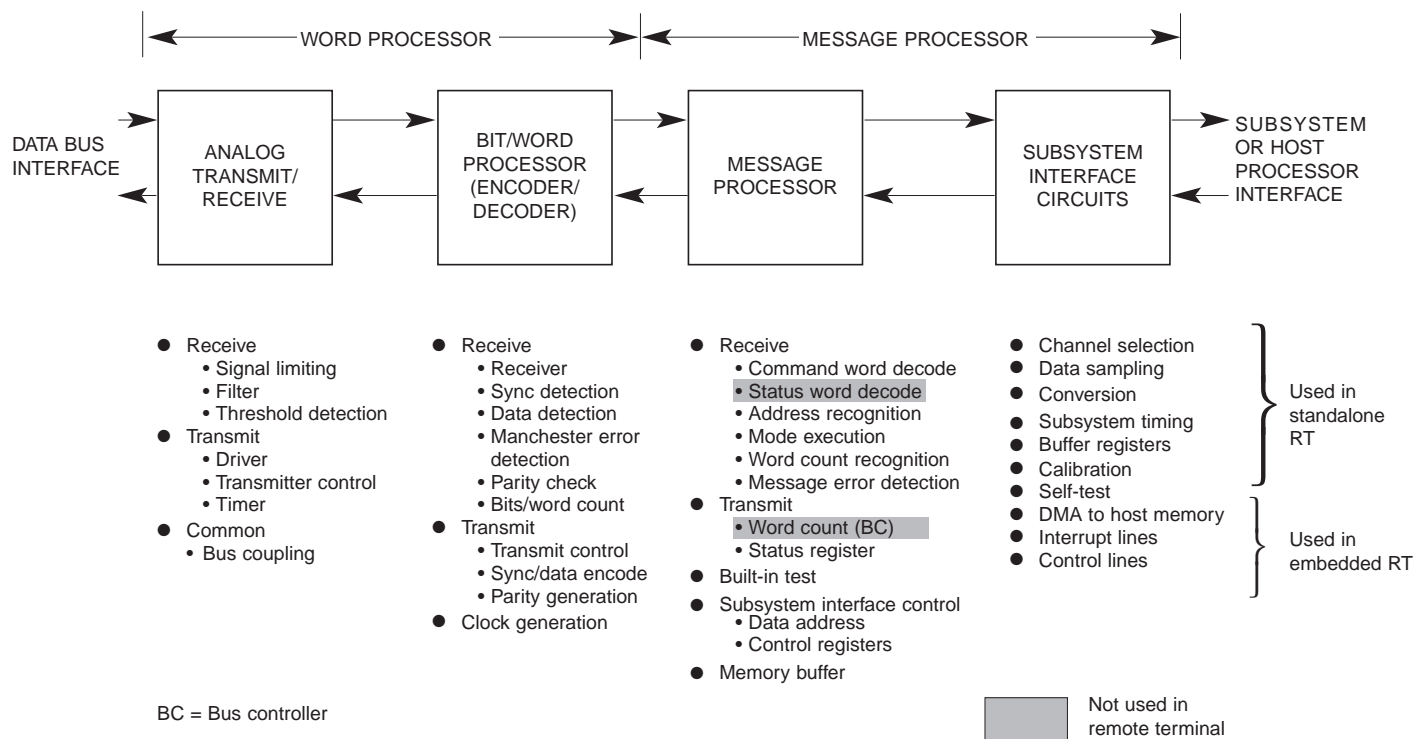 WORD PROCESSOR
MESSAGE PROCESSOR
DATA BUS
INTERFACE
ANALOG
TRANSMIT/
RECEIVE
BIT/WORD
PROCESSOR
(ENCODER/
DECODER)
MESSAGE
PROCESSOR
SUBSYSTEM
INTERFACE
CIRCUITS
SUBSYSTEM
OR HOST
PROCESSOR
INTERFACE
● Receive
• Signal limiting
• Filter
• Threshold detection
● Transmit
• Driver
• Transmitter control
• Timer
● Common
• Bus coupling
● Receive
• Receiver
• Sync detection
• Data detection
• Manchester error
detection
• Parity check
• Bits/word count
● Transmit
• Transmit control
• Sync/data encode
• Parity generation
● Clock generation
● Receive
• Command word decode
• Status word decode
• Address recognition
• Mode execution
• Word count recognition
• Message error detection
● Transmit
• Word count (BC)
• Status register
● Built-in test
● Subsystem interface control
• Data address
• Control registers
● Memory buffer
● Channel selection
● Data sampling
● Conversion
● Subsystem timing
● Buffer registers
● Calibration
● Self-test
● DMA to host memory
● Interrupt lines
● Control lines
Used in
standalone
RT
Used in
embedded RT
BC = Bus controller
Not used in
remote terminal